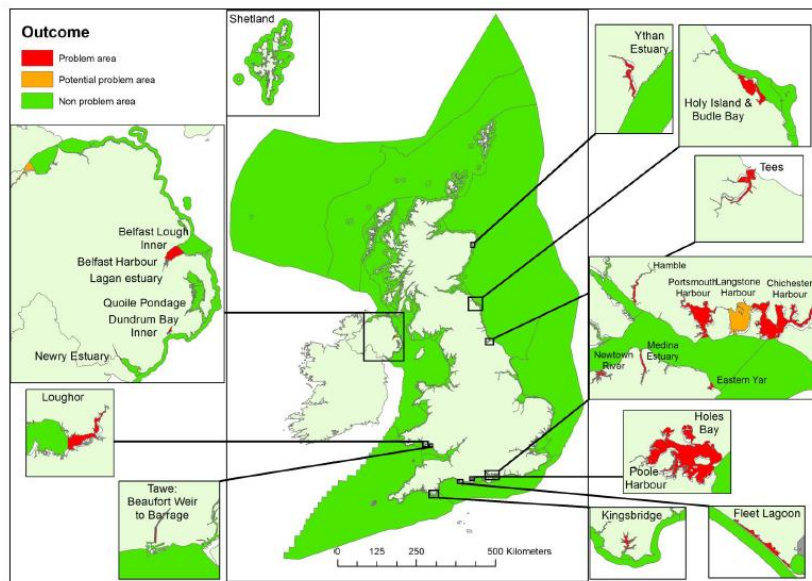 Outcome
Problem area
Potential problem area
Non problem area
Shetland
Ythan
Estuary
Holy Island &
Budle Bay
Tees
Belfast Lough
Inner
Belfast Harbour
Lagan estuary
Quoile Pondage
Dundrum Bay
Inner
Newry Estuary
Hamble
Portsmouth
Harbour
Langstone
Harbour
Chichester
Harbour
Newtown
River
Medina
Estuary
Eastern Yar
Loughor
Holes
Bay
Poole
Harbour
Tawe:
Beaufort Weir
to Barrage
Kingsbridge
Fleet Lagoon
0 125 250 500 Kilometers